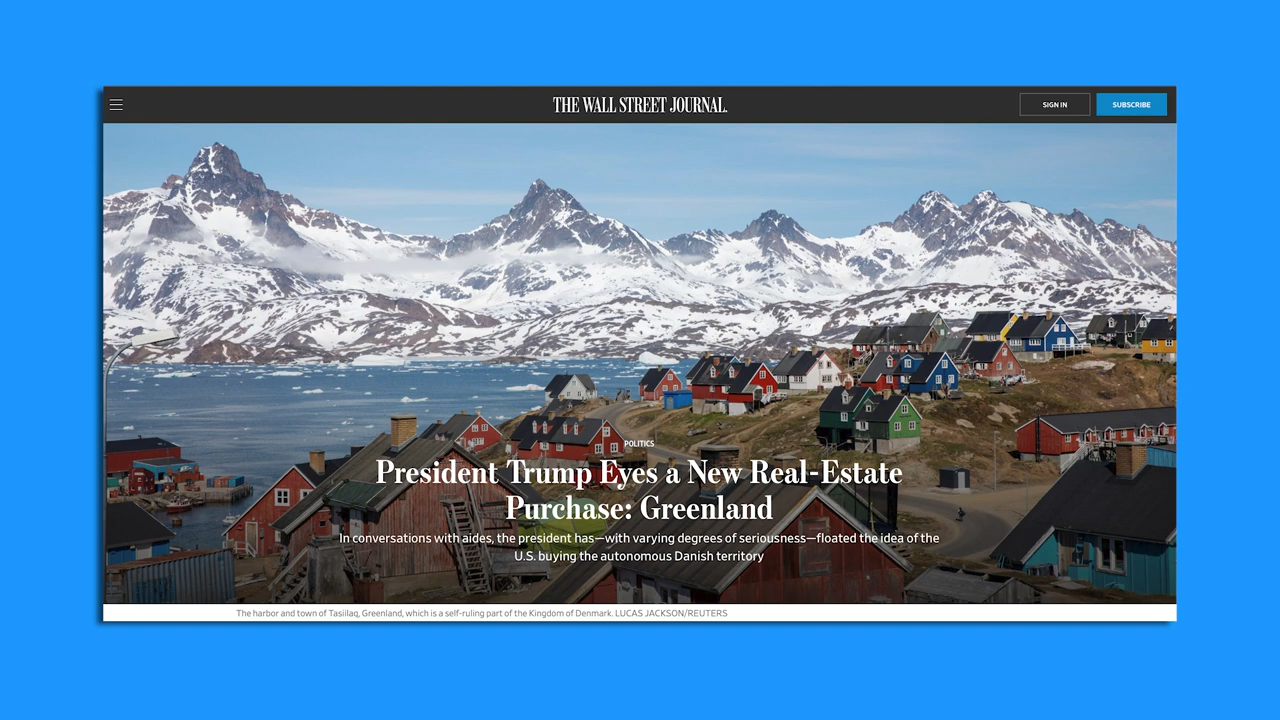 THE WALL STREET JOURNAL.
SIGN IN
SUBSCRIBE
POLITICS
President Trump Eyes a New Real-Estate
Purchase: Greenland
In conversations with aides, the president has—with varying degrees of seriousness—floated the idea of the
U.S. buying the autonomous Danish territory
The harbor and town of Tasiilaq, Greenland, which is a self-ruling part of the Kingdom of Denmark. LUCAS JACKSON/REUTERS